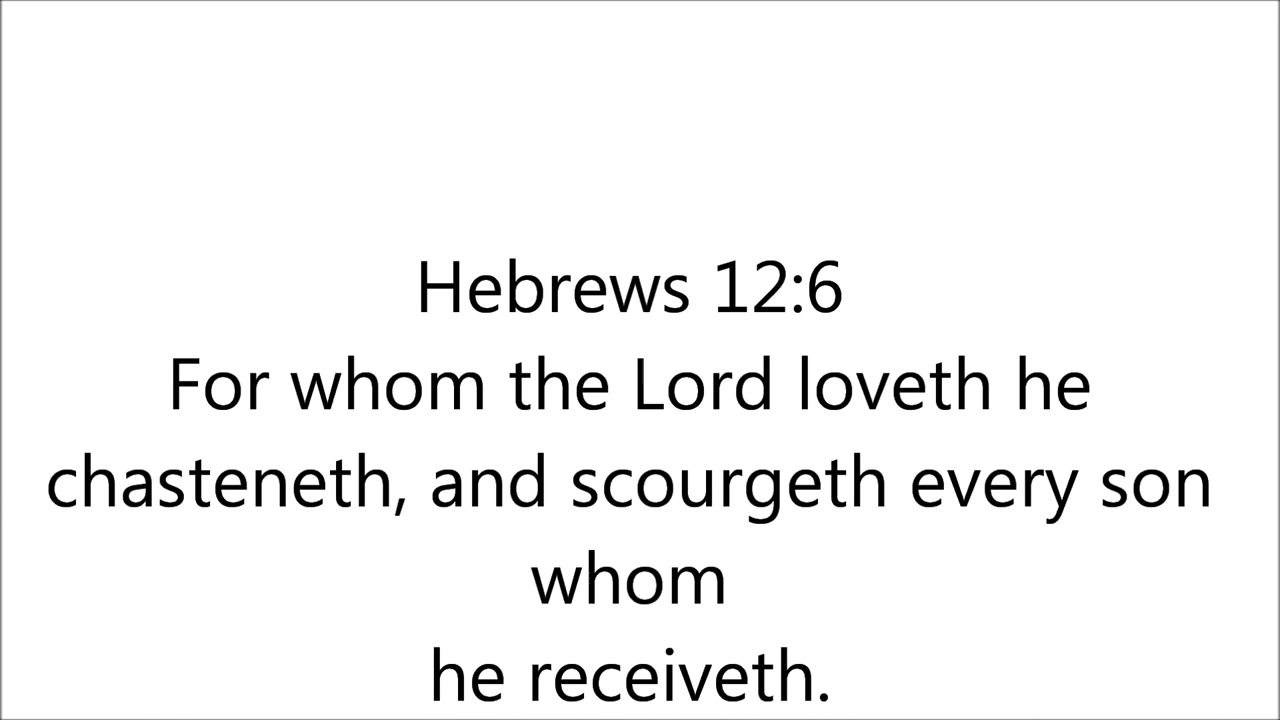 Hebrews 12:6
For whom the Lord loveth he
chasteneth, and scourgeth every son
whom
he receiveth.